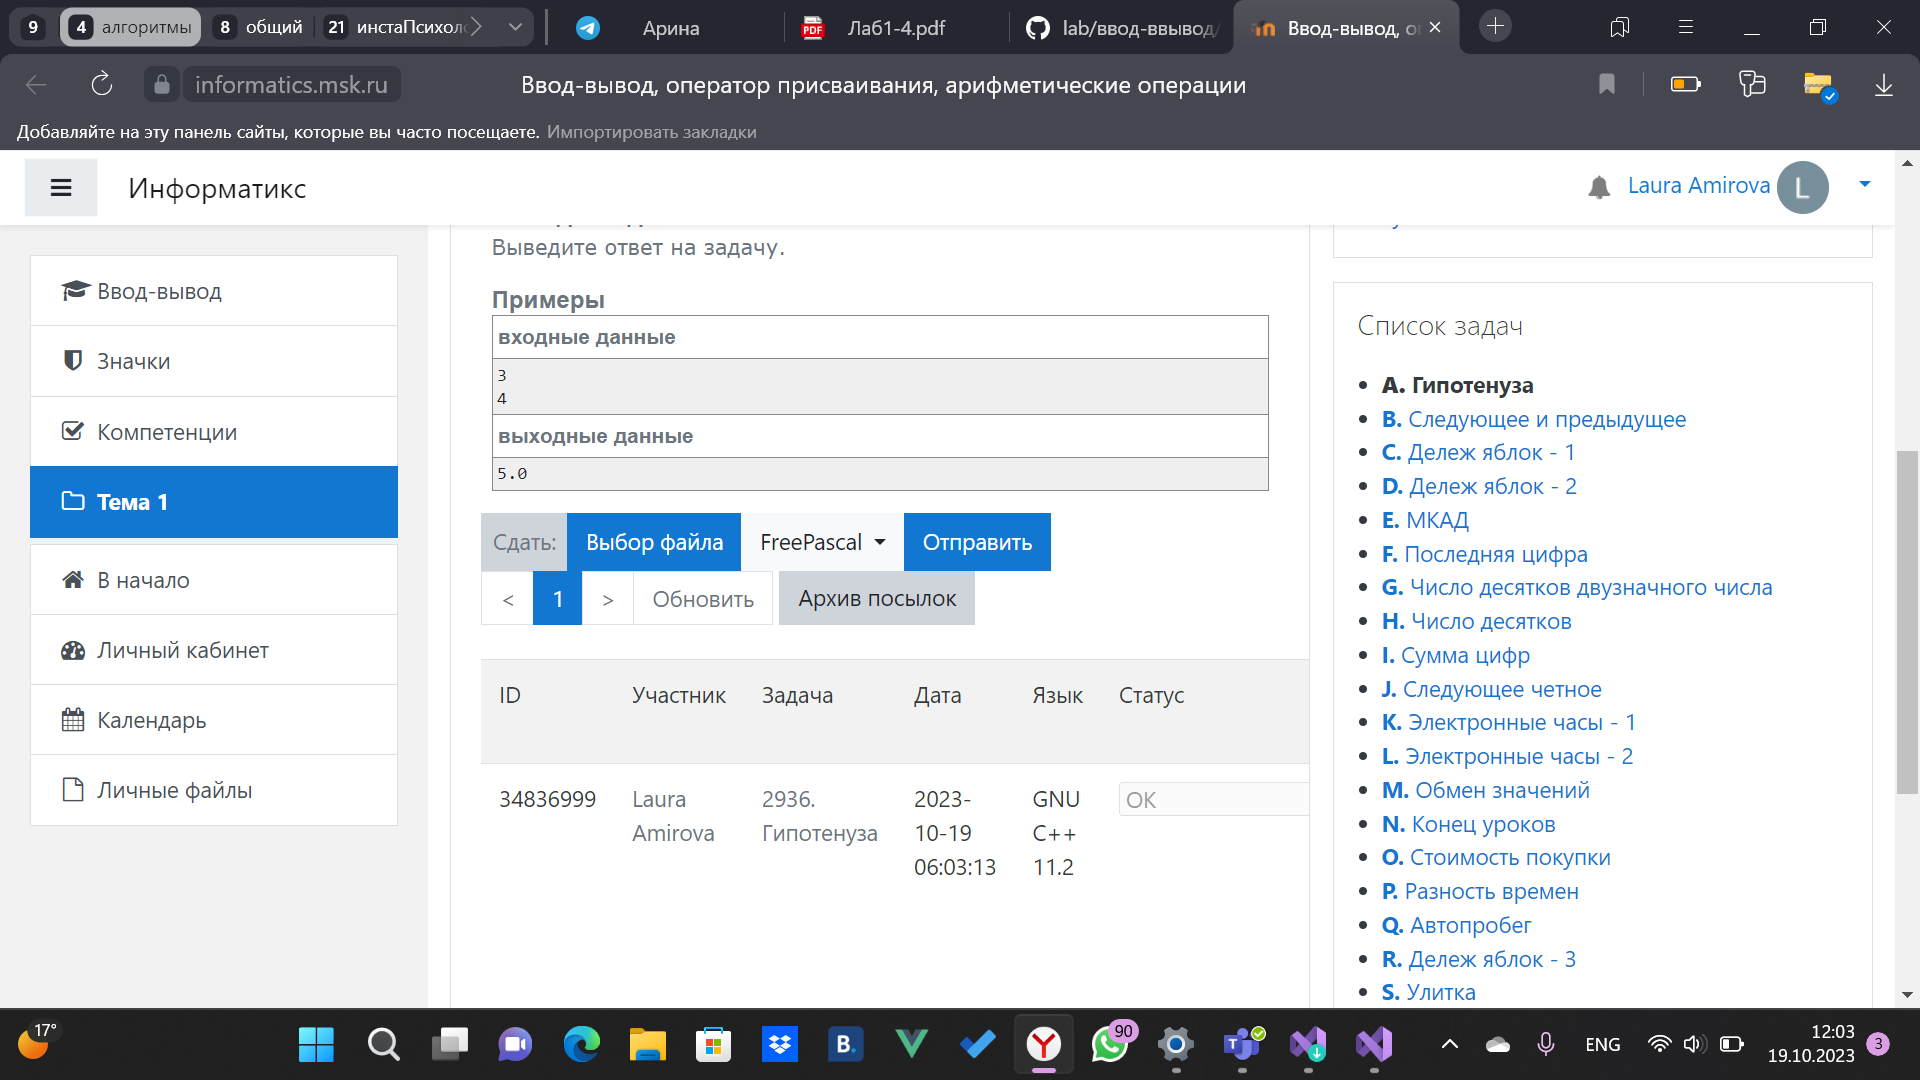 9
4 алгоритмы
8 общий
21 инстаПсихол
Арина
Лаб1-4.pdf
lab/ввод-ввывод/
Ввод-вывод, о
informatics.msk.ru
Ввод-вывод, оператор присваивания, арифметические операции
Добавляйте на эту панель сайты, которые вы часто посещаете. Импортировать закладки
Информатикс
Laura Amirova L
Ввод-вывод
Значки
Компетенции
Тема 1
В начало
Личный кабинет
Календарь
Личные файлы
Выведите ответ на задачу.
Примеры
входные данные
3
4
выходные данные
5.0
Сдать: Выбор файла FreePascal Отправить
< 1 > Обновить Архив посылок
ID Участник Задача Дата Язык Статус
34836999 Laura Amirova 2936. Гипотенуза 2023-10-19 06:03:13 GNU C++ 11.2 OK
Список задач
A. Гипотенуза
B. Следующее и предыдущее
C. Дележ яблок - 1
D. Дележ яблок - 2
E. МКАД
F. Последняя цифра
G. Число десятков двузначного числа
H. Число десятков
I. Сумма цифр
J. Следующее четное
K. Электронные часы - 1
L. Электронные часы - 2
M. Обмен значений
N. Конец уроков
O. Стоимость покупки
P. Разность времен
Q. Автопробег
R. Дележ яблок - 3
S. Улитка
17°
B.
90
ENG
12:03
19.10.2023
3